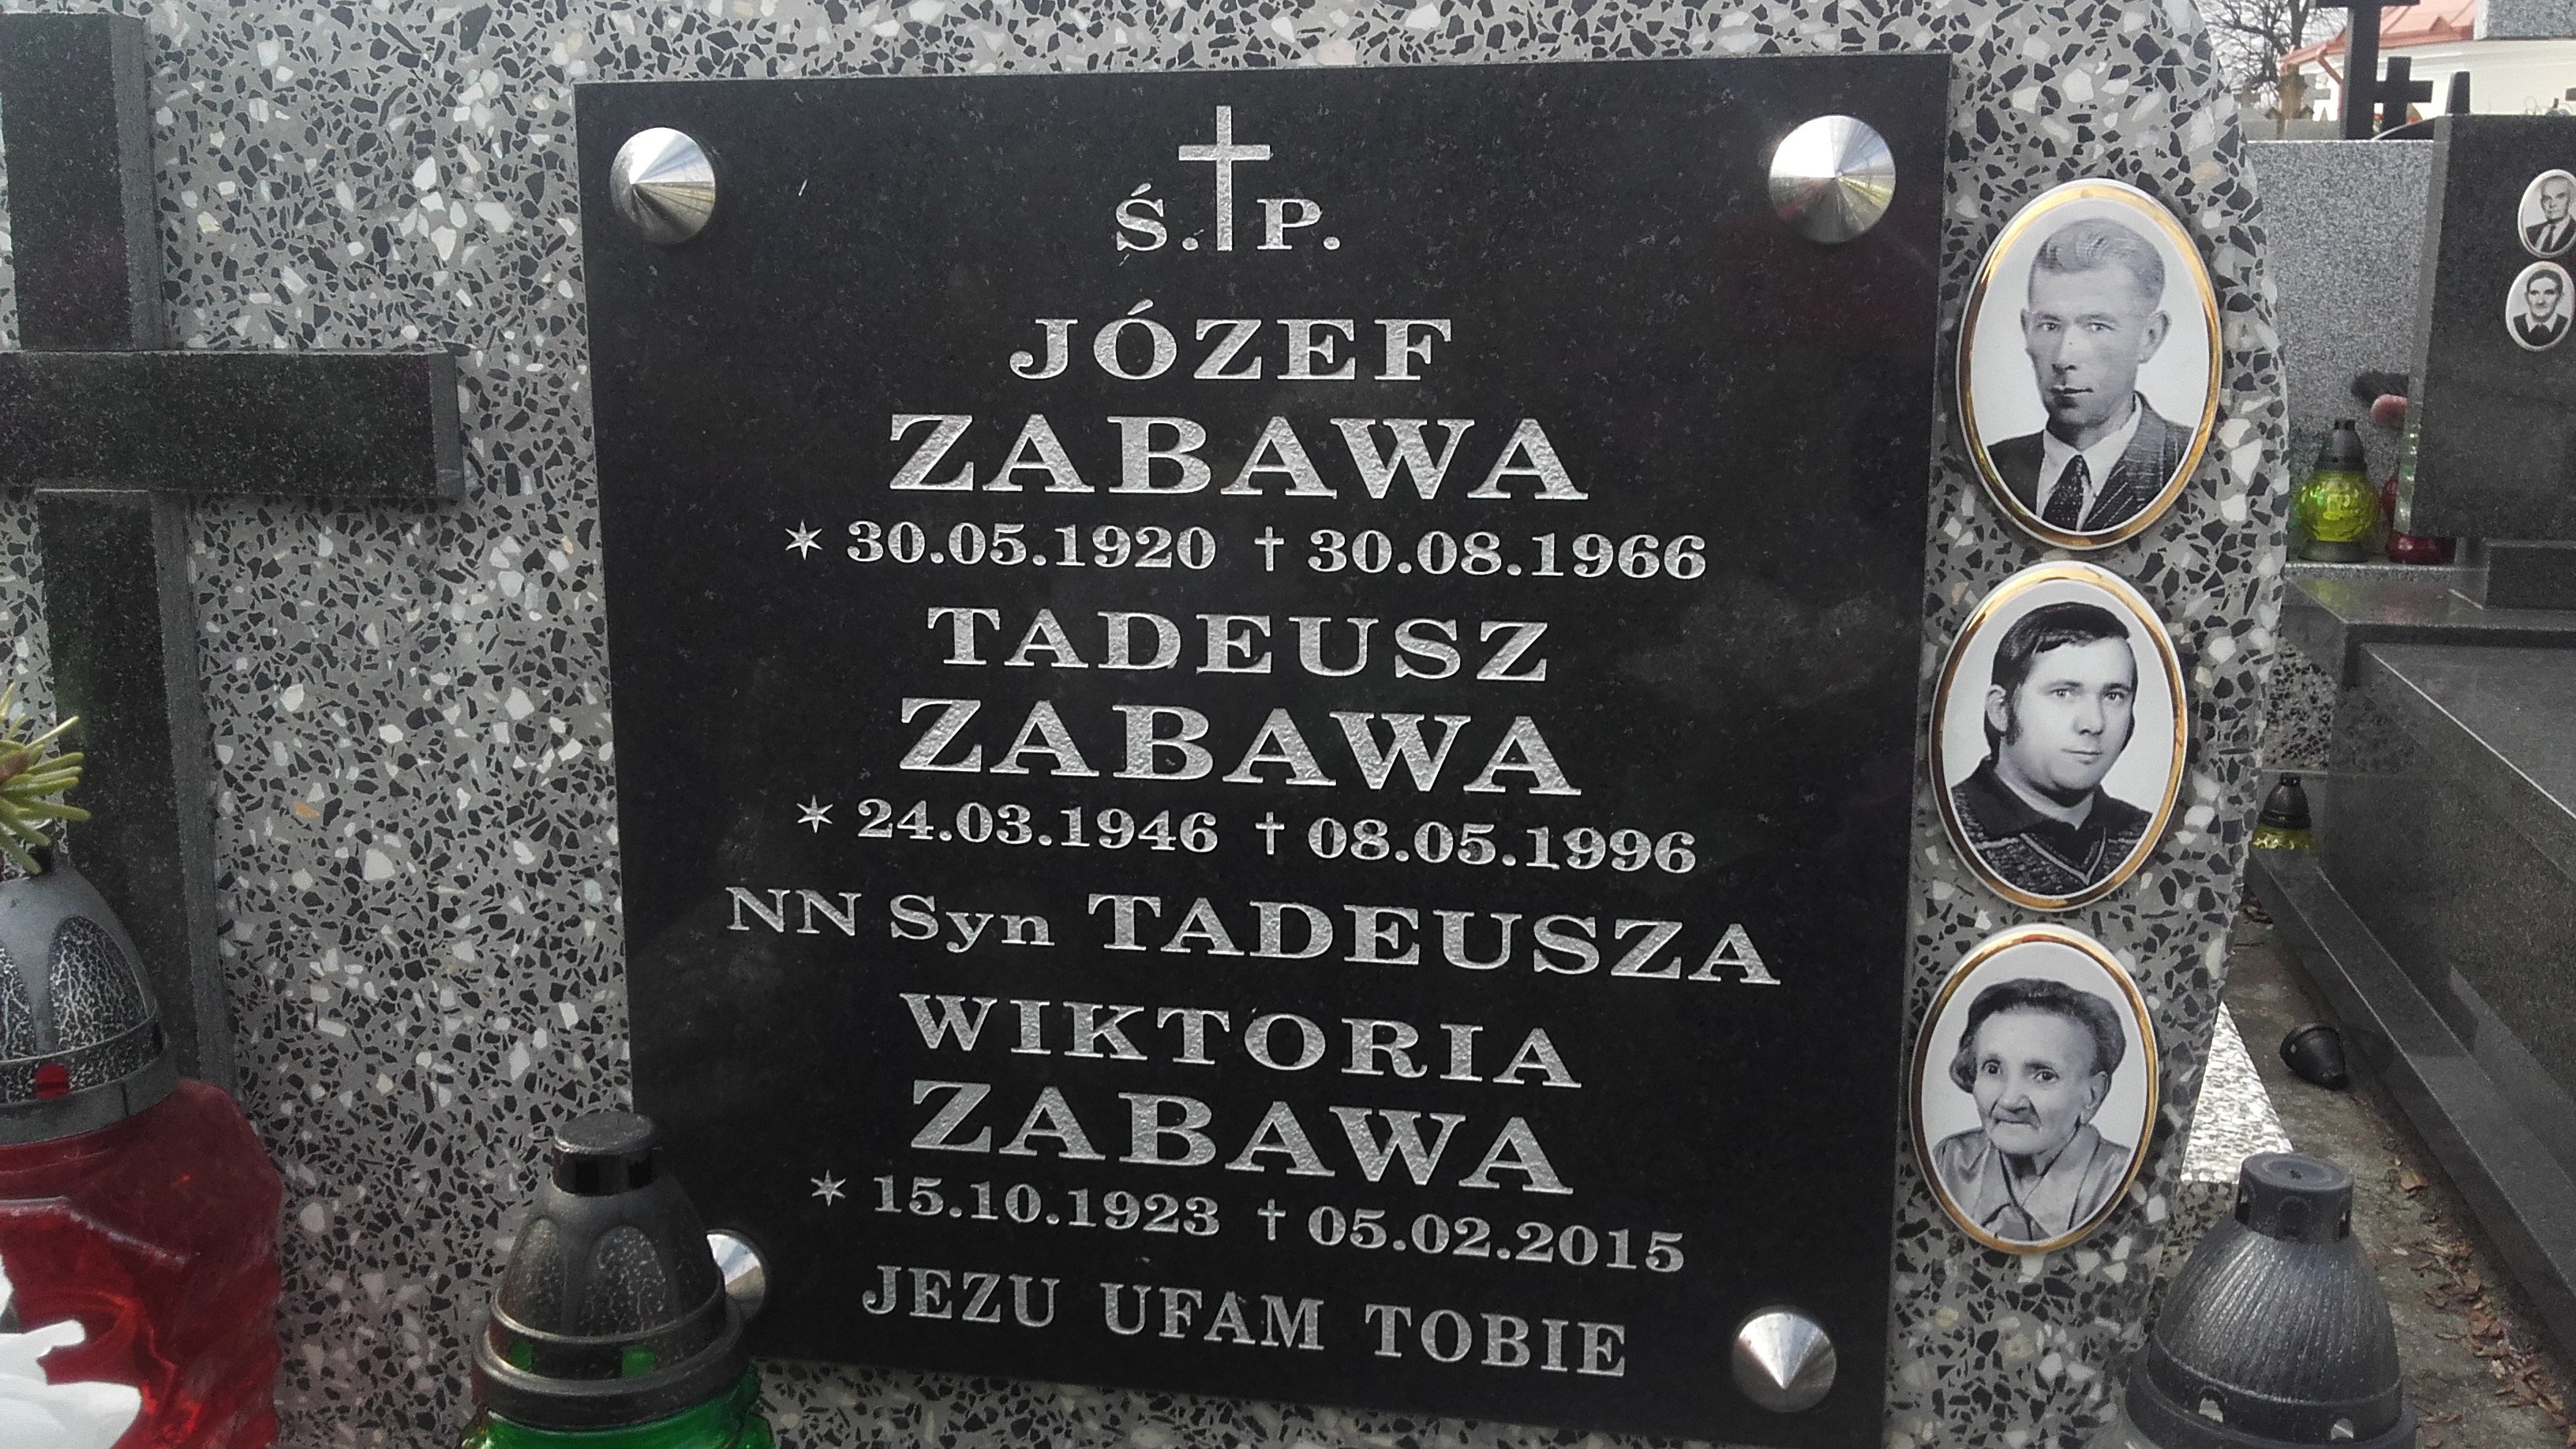 Ś. P.
JÓZEF
ZABAWA
* 30.05.1920 † 30.08.1966
TADEUSZ
ZABAWA
* 24.03.1946 † 08.05.1996
NN Syn TADEUSZA
WIKTORIA
ZABAWA
* 15.10.1923 † 05.02.2015
JEZU UFAM TOBIE